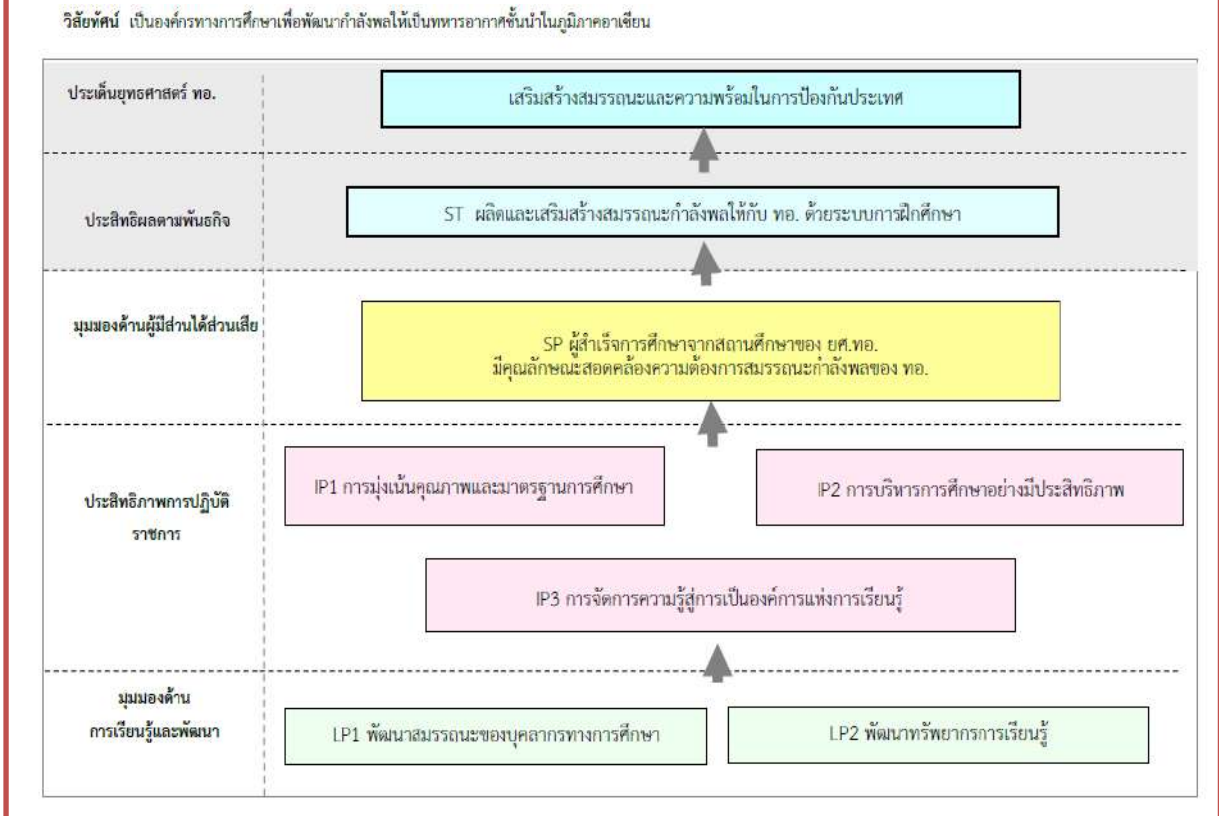 วิสัยทัศน์ เป็นองค์กรทางการศึกษาเพื่อพัฒนากำลังพลให้เป็นทหารอากาศชั้นนำในภูมิภาคอาเซียน
ประเด็นยุทธศาสตร์ ทอ.
เสริมสร้างสมรรถนะและความพร้อมในการป้องกันประเทศ
ประสิทธิผลตามพันธกิจ
ST ผลิตและเสริมสร้างสมรรถนะกำลังพลให้กับ ทอ. ด้วยระบบการฝึกศึกษา
มุมมองด้านผู้มีส่วนได้ส่วนเสีย
SP ผู้สำเร็จการศึกษาจากสถานศึกษาของ ยศ.ทอ.
มีคุณลักษณะสอดคล้องความต้องการสมรรถนะกำลังพลของ ทอ.
ประสิทธิภาพการปฏิบัติ
ราชการ
IP1 การมุ่งเน้นคุณภาพและมาตรฐานการศึกษา
IP2 การบริหารการศึกษาอย่างมีประสิทธิภาพ
IP3 การจัดการความรู้สู่การเป็นองค์การแห่งการเรียนรู้
มุมมองด้าน
การเรียนรู้และพัฒนา
LP1 พัฒนาสมรรถนะของบุคลากรทางการศึกษา
LP2 พัฒนาทรัพยากรการเรียนรู้